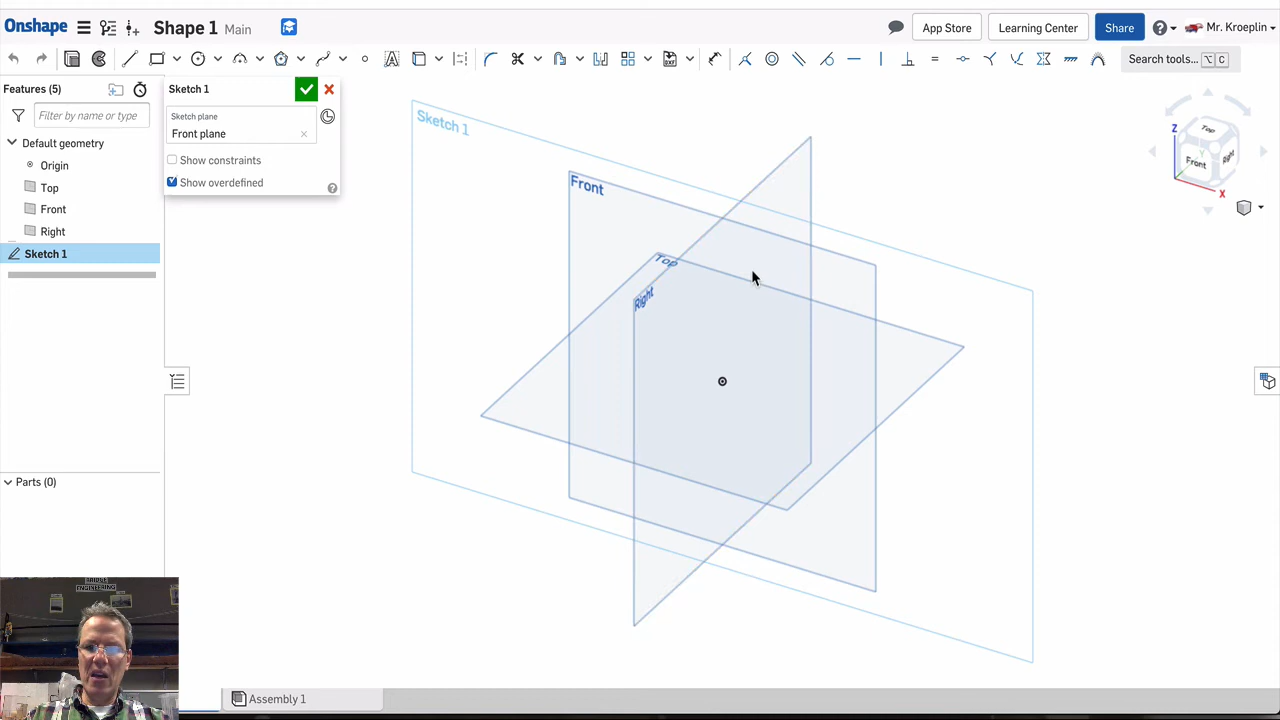 Onshape
Shape 1 Main
App Store
Learning Center
Share
Mr. Kroeplin
Search tools... ⌥ C
Features (5)
Filter by name or type
Default geometry
Origin
Top
Front
Right
Sketch 1
Parts (0)
Sketch 1
Sketch plane
Front plane
Show constraints
Show overdefined
Sketch 1
Front
Top
Right
Z
Top
Front
Right
Y
X
BRIDGE
ENGINEERING
Assembly 1